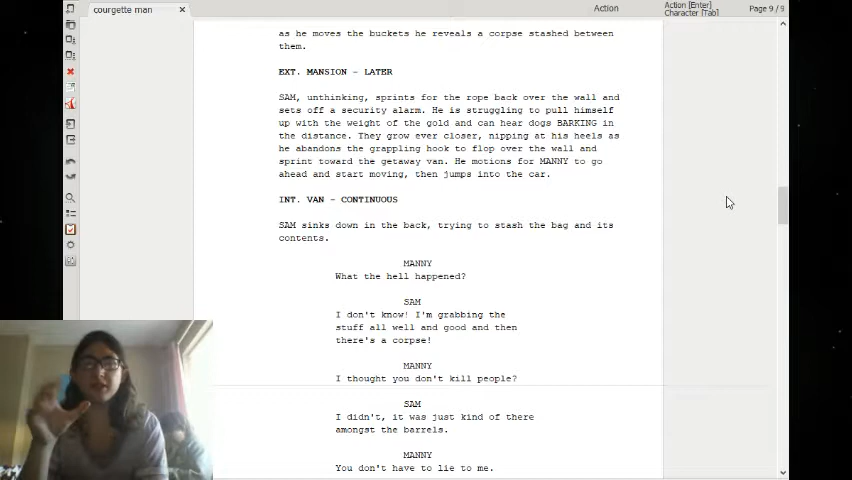 courgette man
Action
Action [Enter]
Character [Tab]
Page 9 / 9
as he moves the buckets he reveals a corpse stashed between
them.
EXT. MANSION - LATER
SAM, unthinking, sprints for the rope back over the wall and
sets off a security alarm. He is struggling to pull himself
up with the weight of the gold and can hear dogs BARKING in
the distance. They grow ever closer, nipping at his heels as
he abandons the grappling hook to flop over the wall and
sprint toward the getaway van. He motions for MANNY to go
ahead and start moving, then jumps into the car.
INT. VAN - CONTINUOUS
SAM sinks down in the back, trying to stash the bag and its
contents.
MANNY
What the hell happened?
SAM
I don't know! I'm grabbing the
stuff all well and good and then
there's a corpse!
MANNY
I thought you don't kill people?
SAM
I didn't, it was just kind of there
amongst the barrels.
MANNY
You don't have to lie to me.